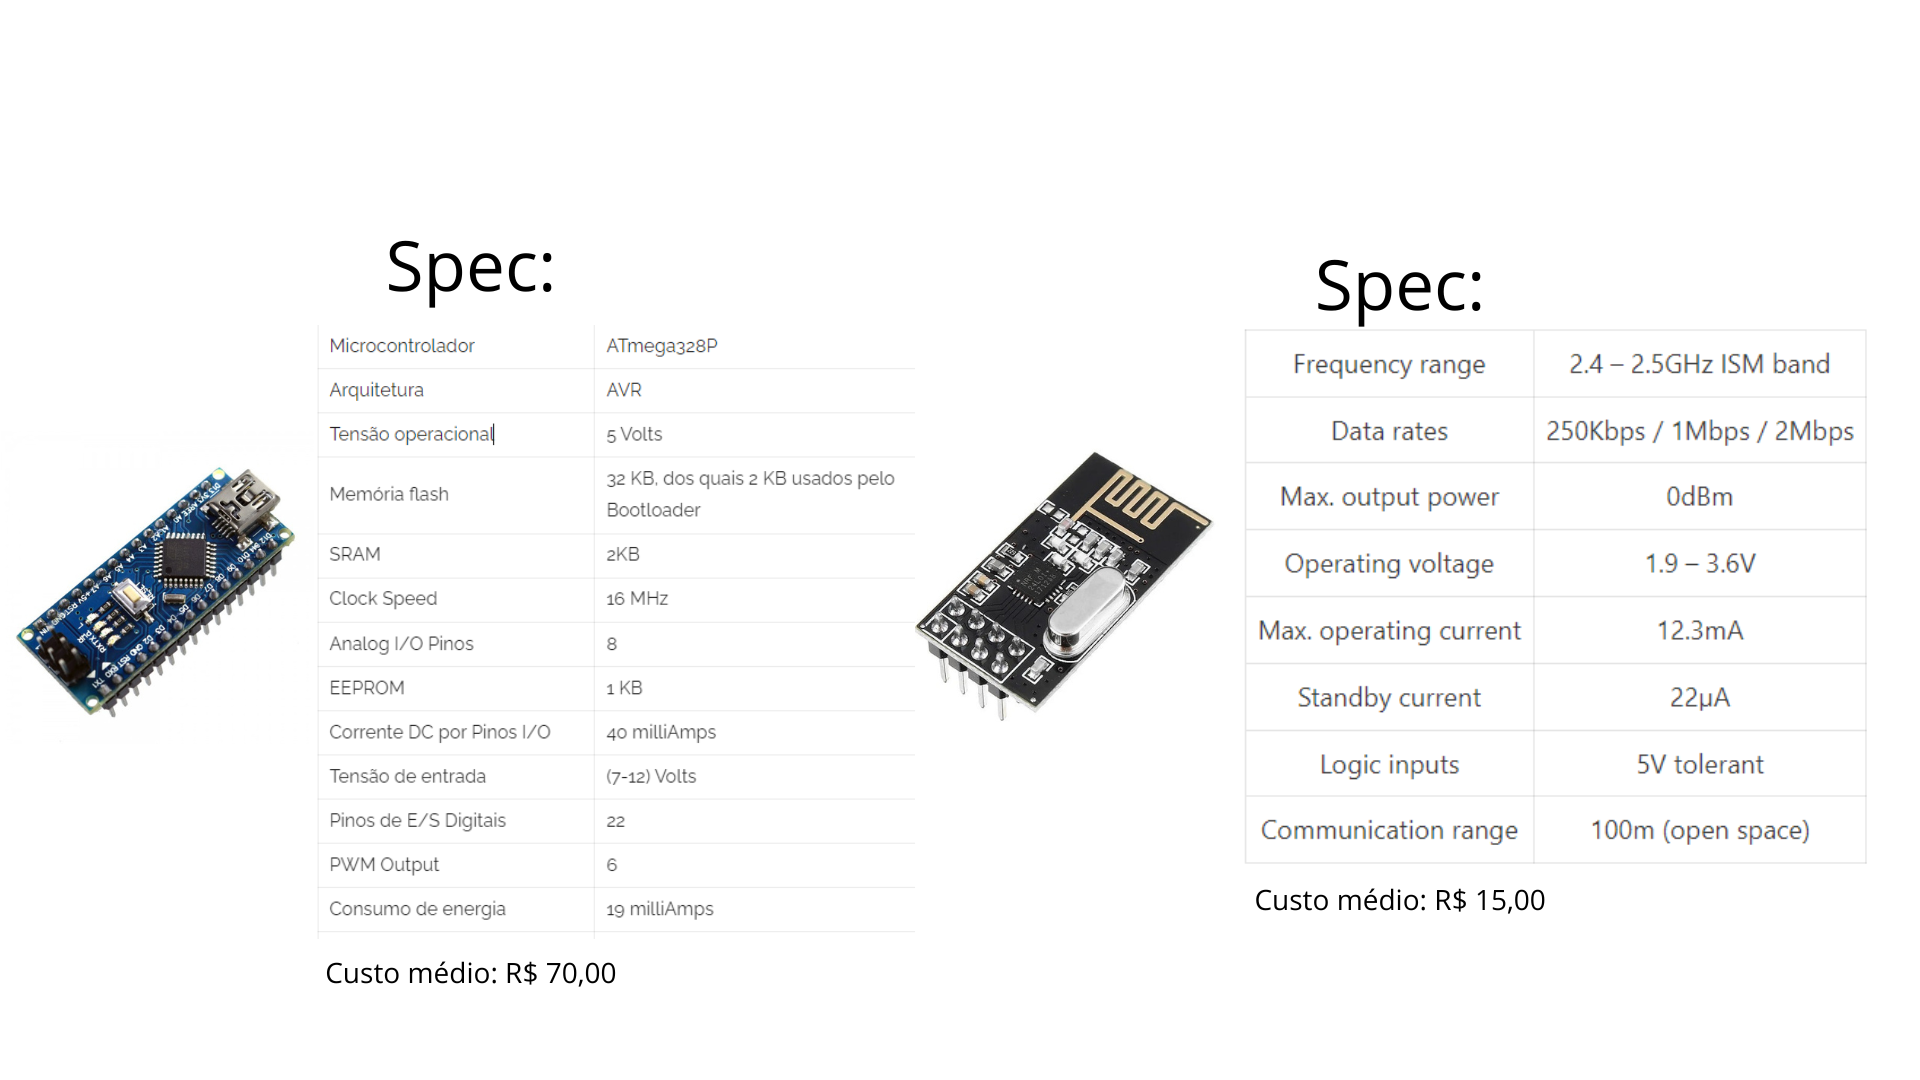 Spec:
Microcontrolador ATmega328P
Arquitetura AVR
Tensão operacional 5 Volts
Memória flash 32 KB, dos quais 2 KB usados pelo
Bootloader
SRAM 2KB
Clock Speed 16 MHz
Analog I/O Pinos 8
EEPROM 1 KB
Corrente DC por Pinos I/O 40 milliAmps
Tensão de entrada (7-12) Volts
Pinos de E/S Digitais 22
PWM Output 6
Consumo de energia 19 milliAmps
Custo médio: R$ 70,00
Spec:
Frequency range 2.4 – 2.5GHz ISM band
Data rates 250Kbps / 1Mbps / 2Mbps
Max. output power 0dBm
Operating voltage 1.9 – 3.6V
Max. operating current 12.3mA
Standby current 22µA
Logic inputs 5V tolerant
Communication range 100m (open space)
Custo médio: R$ 15,00